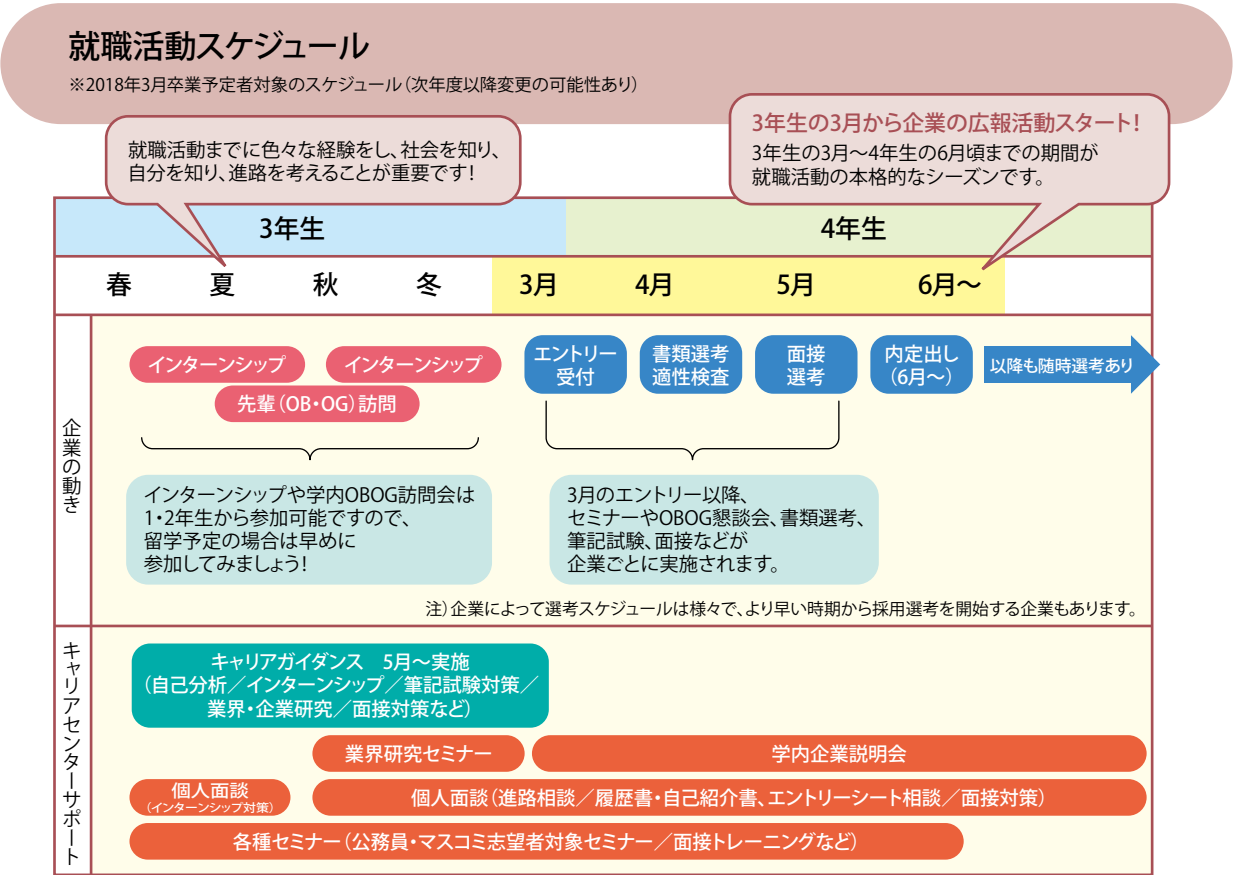 就職活動スケジュール
※2018年3月卒業予定者対象のスケジュール(次年度以降変更の可能性あり)
就職活動までに色々な経験をし、社会を知り、
自分を知り、進路を考えることが重要です!
3年生の3月から企業の広報活動スタート!
3年生の3月〜4年生の6月頃までの期間が
就職活動の本格的なシーズンです。
3年生
4年生
春 夏 秋 冬 3月 4月 5月 6月〜
企業の動き
インターンシップ
インターンシップ
先輩(OB・OG)訪問
エントリー
受付
書類選考
適性検査
面接
選考
内定出し
(6月〜)
以降も随時選考あり
インターンシップや学内OBOG訪問会は
1・2年生から参加可能ですので、
留学予定の場合は早めに
参加してみましょう!
3月のエントリー以降、
セミナーやOBOG懇談会、書類選考、
筆記試験、面接などが
企業ごとに実施されます。
注)企業によって選考スケジュールは様々で、より早い時期から採用選考を開始する企業もあります。
キャリアセンターサポート
キャリアガイダンス 5月〜実施
(自己分析/インターンシップ/筆記試験対策/
業界・企業研究/面接対策など)
業界研究セミナー
学内企業説明会
個人面談
(インターンシップ対策)
個人面談(進路相談/履歴書・自己紹介書、エントリーシート相談/面接対策)
各種セミナー(公務員・マスコミ志望者対象セミナー/面接トレーニングなど)